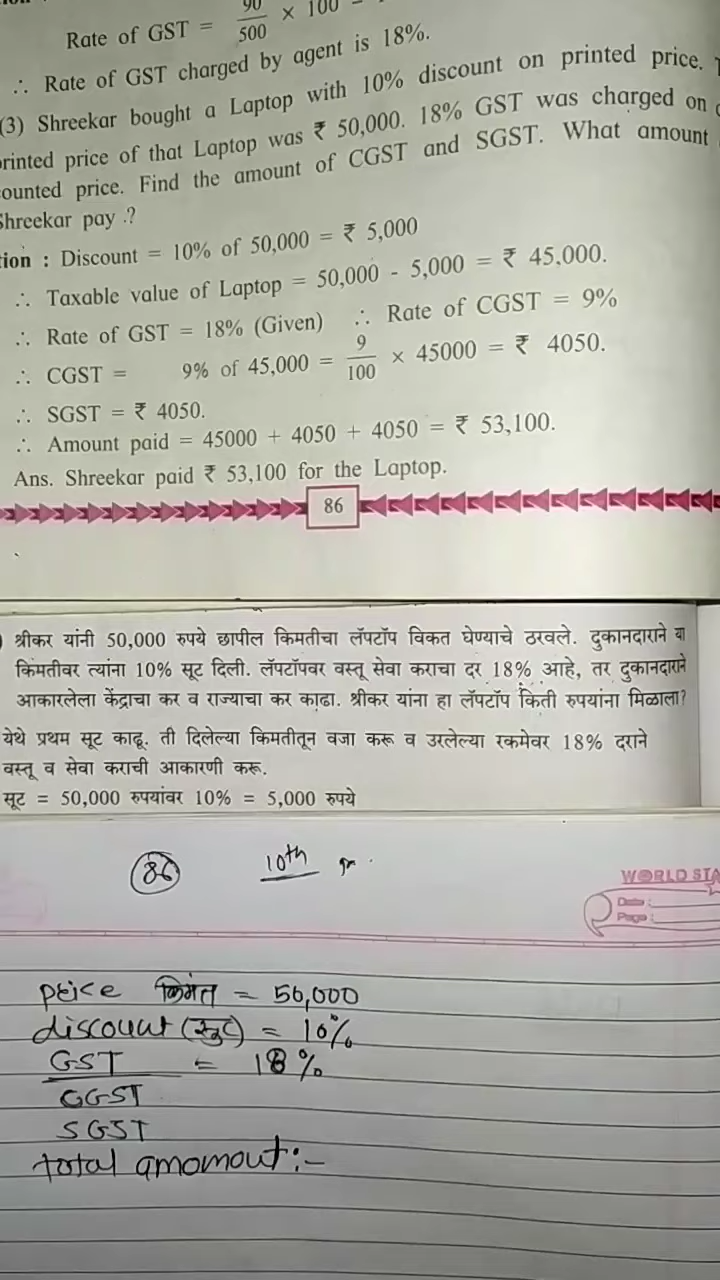 Rate of GST = 90/500 × 100
∴ Rate of GST charged by agent is 18%.
(3) Shreekar bought a Laptop with 10% discount on printed price.
rinted price of that Laptop was ₹ 50,000. 18% GST was charged on
ounted price. Find the amount of CGST and SGST. What amount
Shreekar pay .?
tion : Discount = 10% of 50,000 = ₹ 5,000
∴ Taxable value of Laptop = 50,000 - 5,000 = ₹ 45,000.
∴ Rate of GST = 18% (Given) ∴ Rate of CGST = 9%
∴ CGST = 9% of 45,000 = 9/100 × 45000 = ₹ 4050.
∴ SGST = ₹ 4050.
∴ Amount paid = 45000 + 4050 + 4050 = ₹ 53,100.
Ans. Shreekar paid ₹ 53,100 for the Laptop.
86
श्रीकर यांनी 50,000 रुपये छापील किमतीचा लॅपटॉप विकत घेण्याचे ठरवले. दुकानदाराने या
किमतीवर त्यांना 10% सूट दिली. लॅपटॉपवर वस्तू सेवा कराचा दर 18% आहे, तर दुकानदाराने
आकारलेला केंद्राचा कर व राज्याचा कर काढा. श्रीकर यांना हा लॅपटॉप किती रुपयांना मिळाला?
येथे प्रथम सूट काढू. ती दिलेल्या किमतीतून वजा करू व उरलेल्या रकमेवर 18% दराने
वस्तू व सेवा कराची आकारणी करू.
सूट = 50,000 रुपयांवर 10% = 5,000 रुपये
86 10th
WORLD STA
Date :
Page :
price किमंत = 50,000
discount (सुट) = 10%
GST = 18%
CGST
SGST
total amomout :-